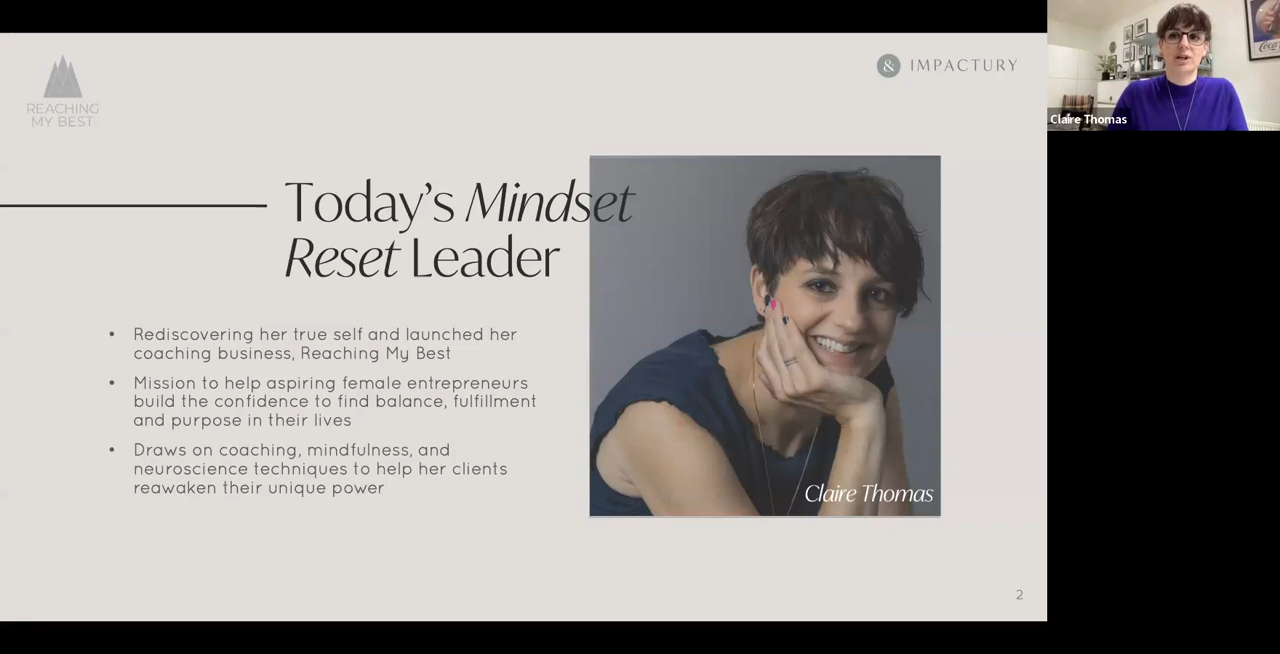 REACHING
MY BEST
& IMPACTURY
Today's Mindset
Reset Leader
• Rediscovering her true self and launched her
coaching business, Reaching My Best
• Mission to help aspiring female entrepreneurs
build the confidence to find balance, fulfillment
and purpose in their lives
• Draws on coaching, mindfulness, and
neuroscience techniques to help her clients
reawaken their unique power
Claire Thomas
2
Claire Thomas
Coca